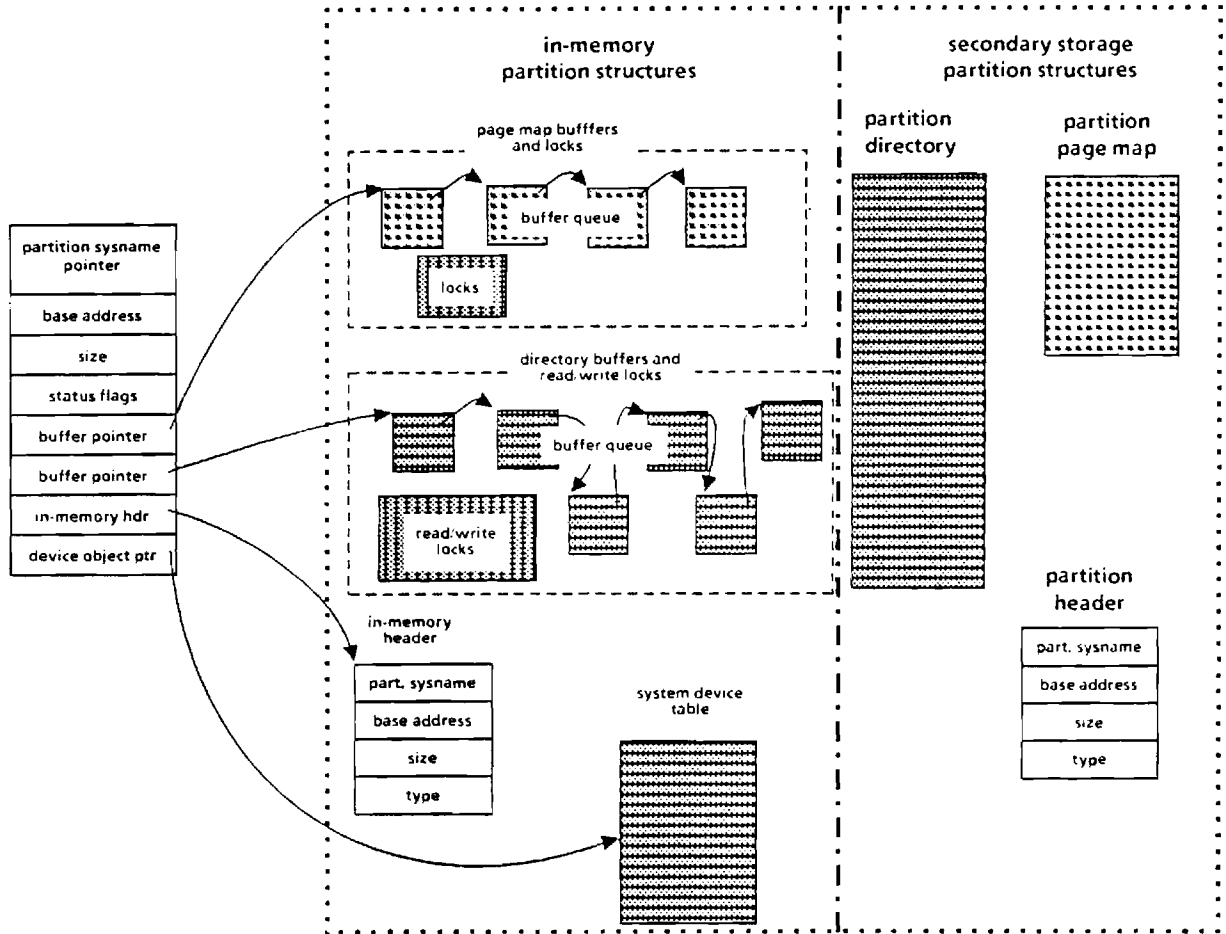 in-memory
partition structures
secondary storage
partition structures
page map bufffers
and locks
partition
directory
partition
page map
buffer queue
locks
partition sysname
pointer
base address
size
status flags
buffer pointer
buffer pointer
in-memory hdr
device object ptr
directory buffers and
read/write locks
buffer queue
read/write
locks
in-memory
header
part. sysname
base address
size
type
system device
table
partition
header
part. sysname
base address
size
type